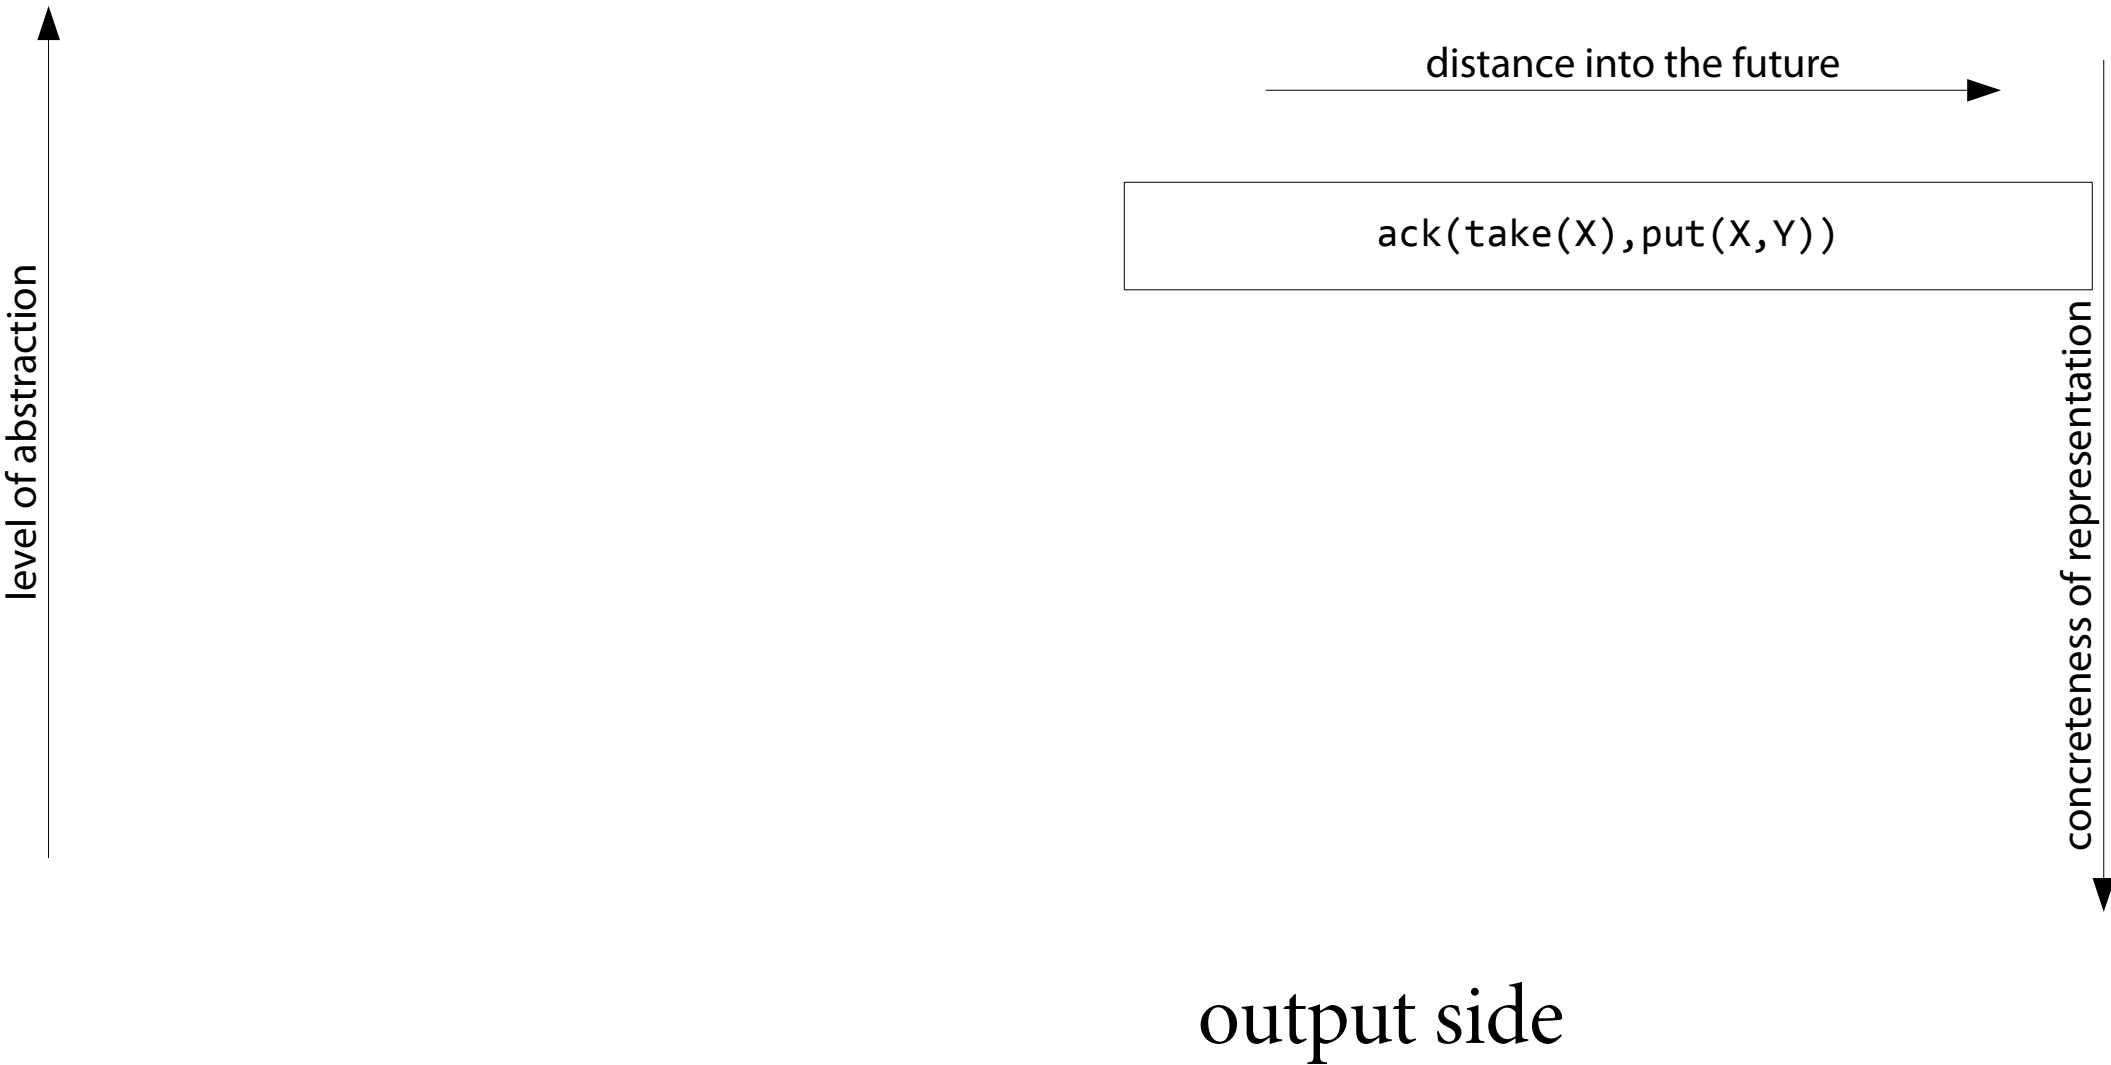 distance into the future
ack(take(X),put(X,Y))
level of abstraction
concreteness of representation
output side